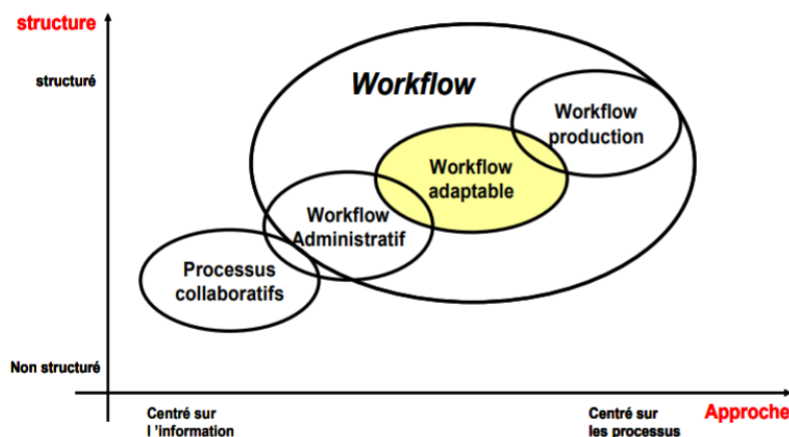 structure
structuré
Workflow
Workflow
production
Workflow
adaptable
Workflow
Administratif
Processus
collaboratifs
Non structuré
Centré sur
l 'information
Centré sur
les processus
Approche